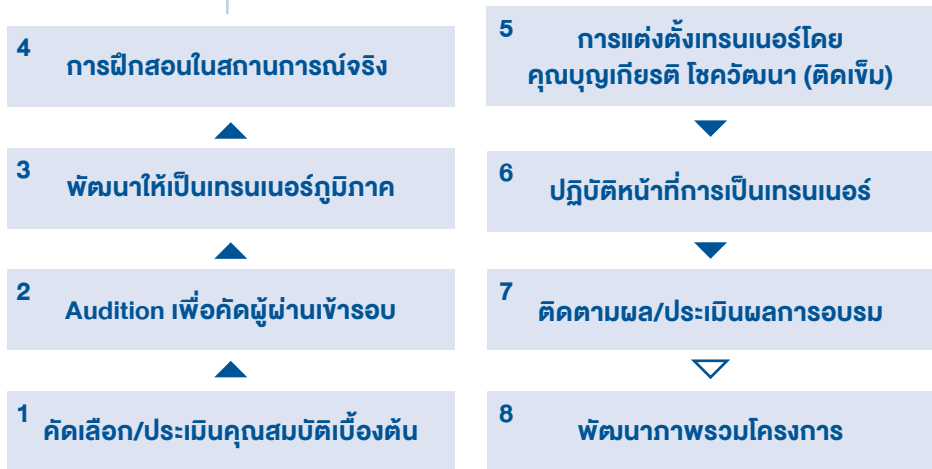 4
การฝึกสอนในสถานการณ์จริง
3
พัฒนาให้เป็นเทรนเนอร์ภูมิภาค
2
Audition เพื่อคัดผู้ผ่านเข้ารอบ
1
คัดเลือก/ประเมินคุณสมบัติเบื้องต้น
5
การแต่งตั้งเทรนเนอร์โดย
คุณบุญเกียรติ โชควัฒนา (ติดเข็ม)
6
ปฏิบัติหน้าที่การเป็นเทรนเนอร์
7
ติดตามผล/ประเมินผลการอบรม
8
พัฒนาภาพรวมโครงการ